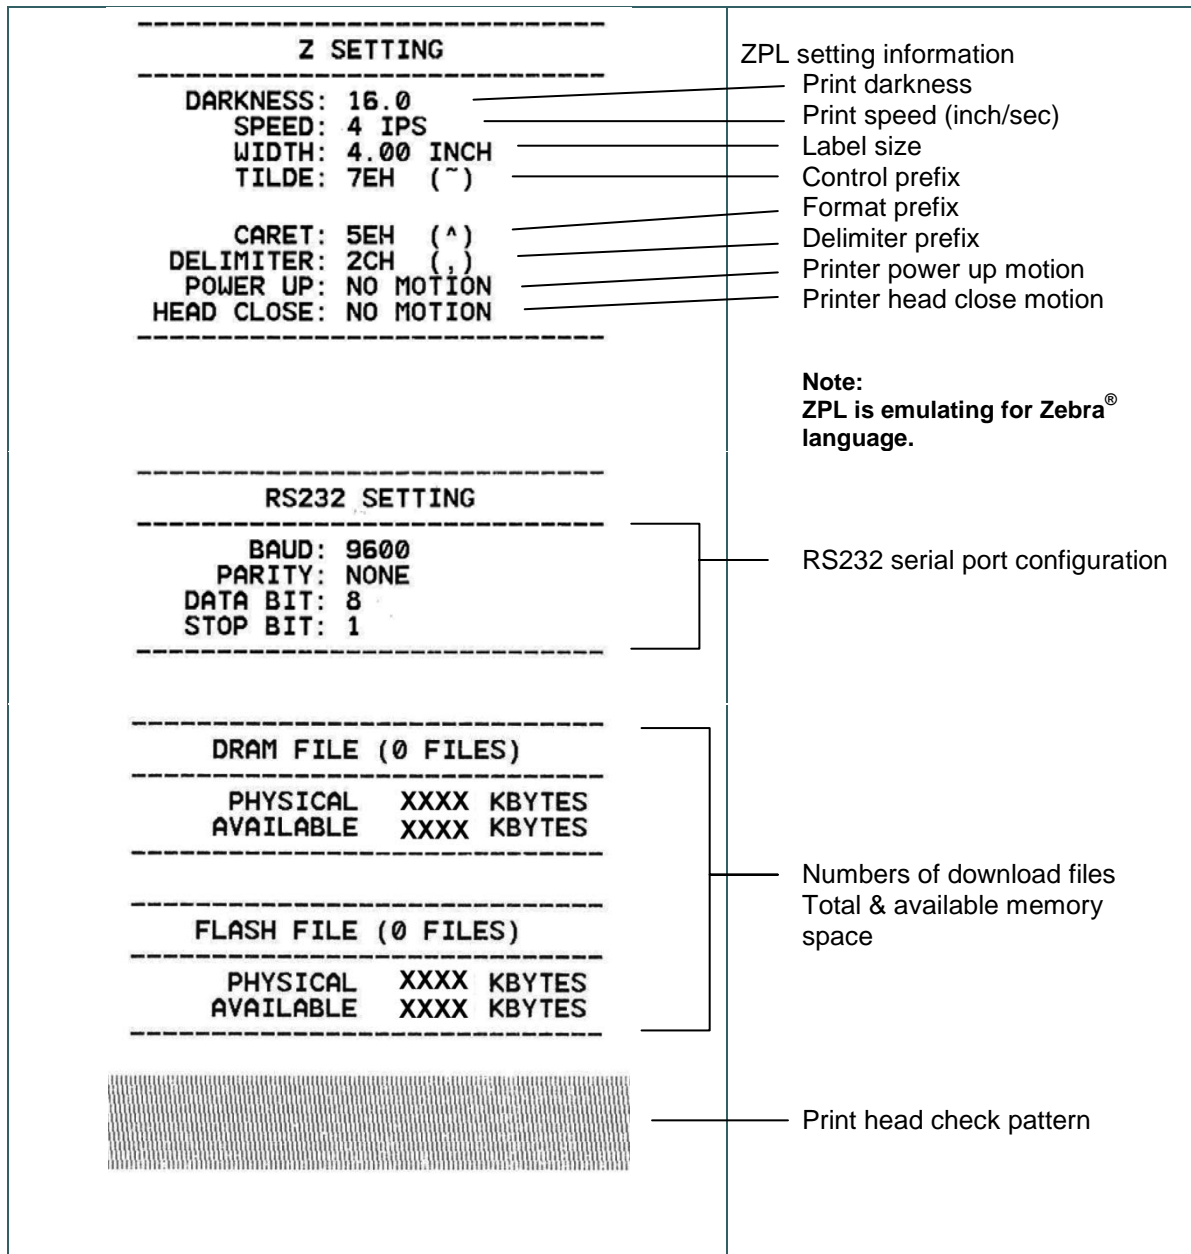 Z SETTING
DARKNESS: 16.0
SPEED: 4 IPS
WIDTH: 4.00 INCH
TILDE: 7EH (~)
CARET: 5EH (^)
DELIMITER: 2CH (,)
POWER UP: NO MOTION
HEAD CLOSE: NO MOTION
ZPL setting information
Print darkness
Print speed (inch/sec)
Label size
Control prefix
Format prefix
Delimiter prefix
Printer power up motion
Printer head close motion
Note:
ZPL is emulating for Zebra®
language.
RS232 SETTING
BAUD: 9600
PARITY: NONE
DATA BIT: 8
STOP BIT: 1
RS232 serial port configuration
DRAM FILE (0 FILES)
PHYSICAL XXXX KBYTES
AVAILABLE XXXX KBYTES
FLASH FILE (0 FILES)
PHYSICAL XXXX KBYTES
AVAILABLE XXXX KBYTES
Numbers of download files
Total & available memory
space
Print head check pattern